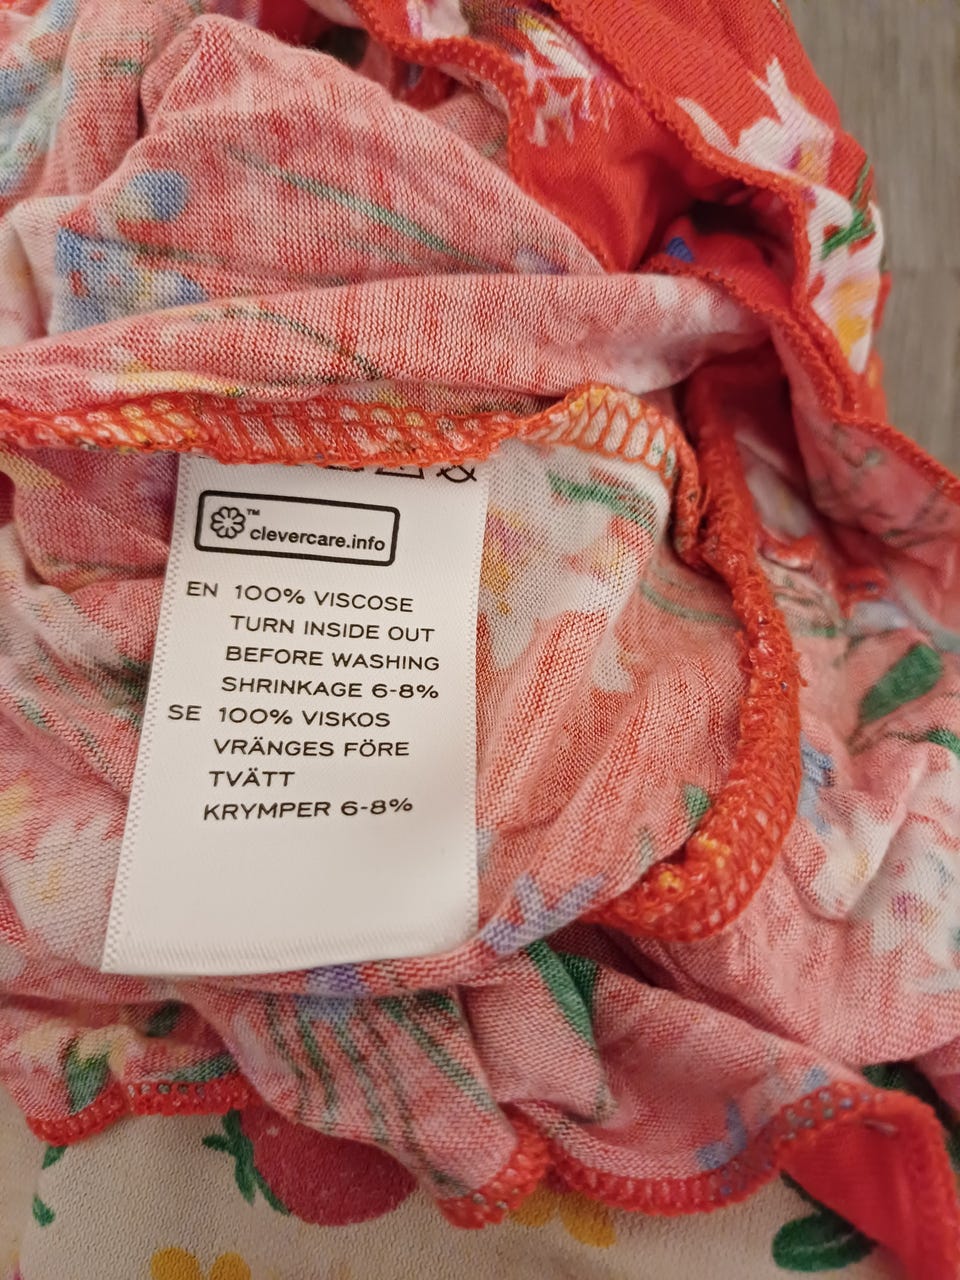 ™
clevercare.info
EN 100% VISCOSE
TURN INSIDE OUT
BEFORE WASHING
SHRINKAGE 6-8%
SE 100% VISKOS
VRÄNGES FÖRE
TVÄTT
KRYMPER 6-8%